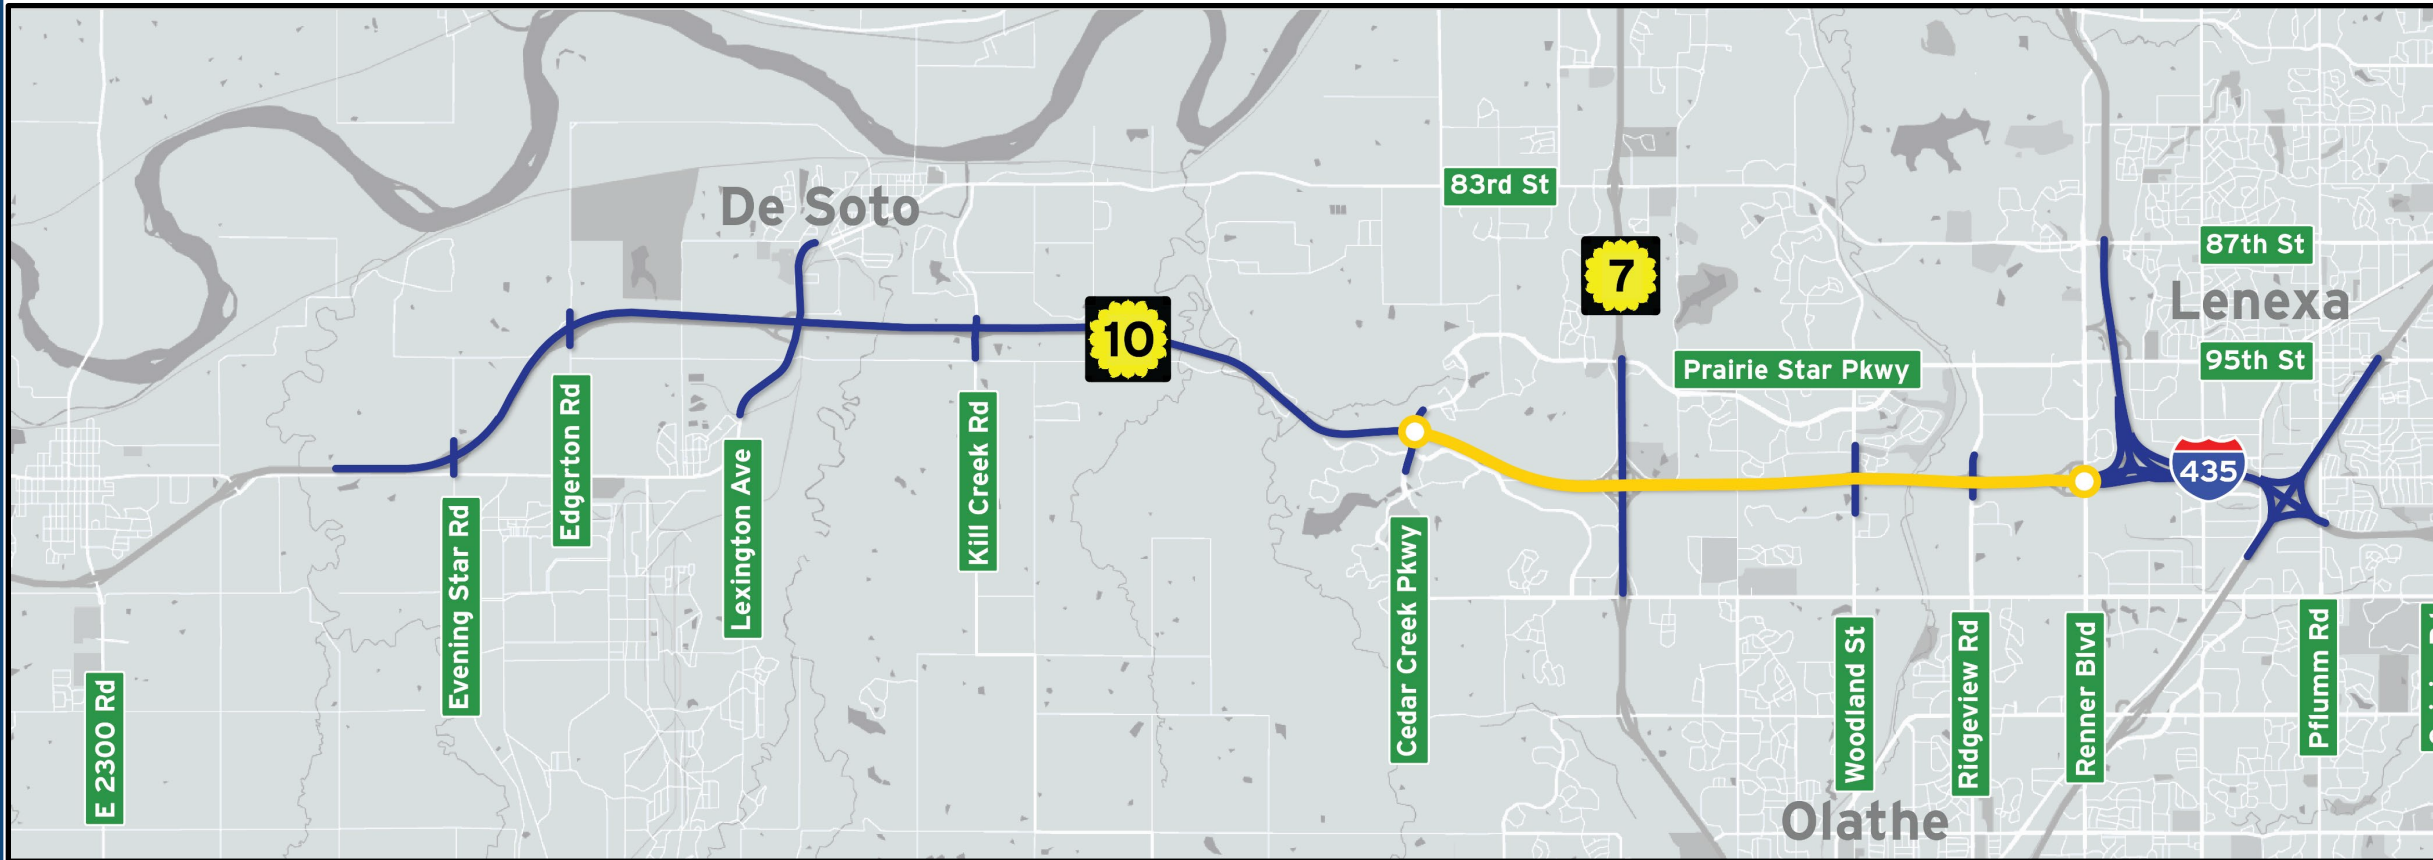 83rd St
De Soto
87th St
7
Lenexa
10
Prairie Star Pkwy
95th St
Edgerton Rd
Kill Creek Rd
Lexington Ave
435
Evening Star Rd
Cedar Creek Pkwy
E 2300 Rd
Woodland St
Ridgeview Rd
Renner Blvd
Pflumm Rd
Olathe